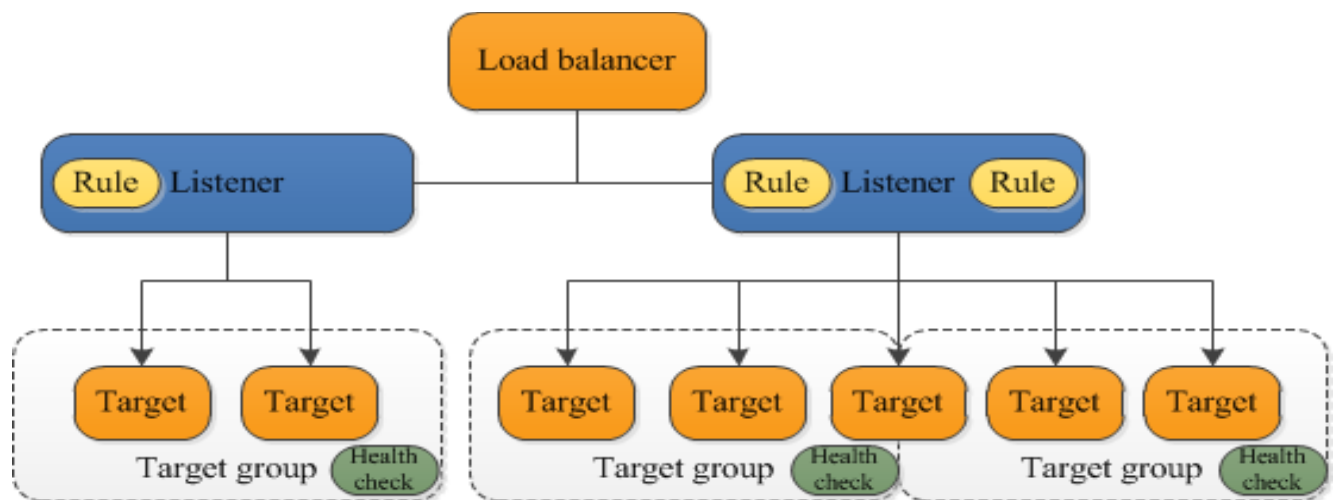 Load balancer
Rule Listener
Rule Listener Rule
Target Target
Target Target Target Target Target
Target group Health check
Target group Health check
Target group Health check